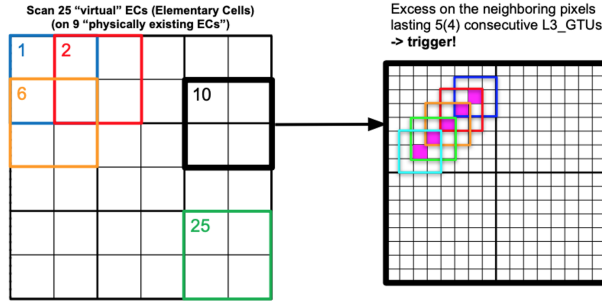 Scan 25 “virtual” ECs (Elementary Cells)
(on 9 “physically existing ECs”)
1
2
6
10
25
Excess on the neighboring pixels
lasting 5(4) consecutive L3_GTUs
-> trigger!